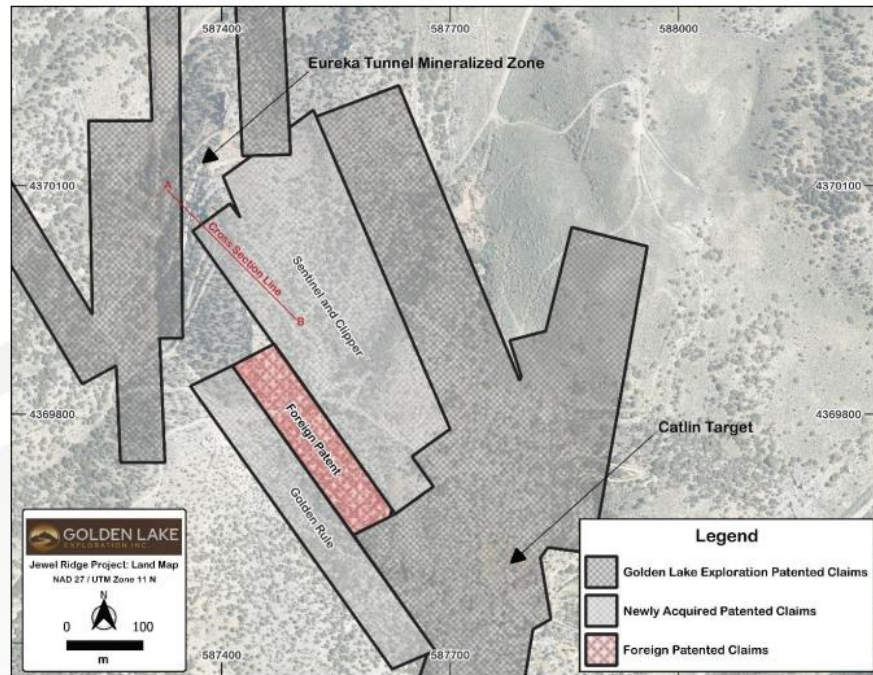 587400
587700
588000
Eureka Tunnel Mineralized Zone
4370100
4370100
A
Cross Section Line
B
Sentinel and Clipper
4369800
4369800
Foreign Patent
Catlin Target
Golden Rule
GOLDEN LAKE
EXPLORATION INC.
Jewel Ridge Project: Land Map
NAD 27 / UTM Zone 11 N
N
0 100
m
Legend
Golden Lake Exploration Patented Claims
Newly Acquired Patented Claims
Foreign Patented Claims
587400
587700